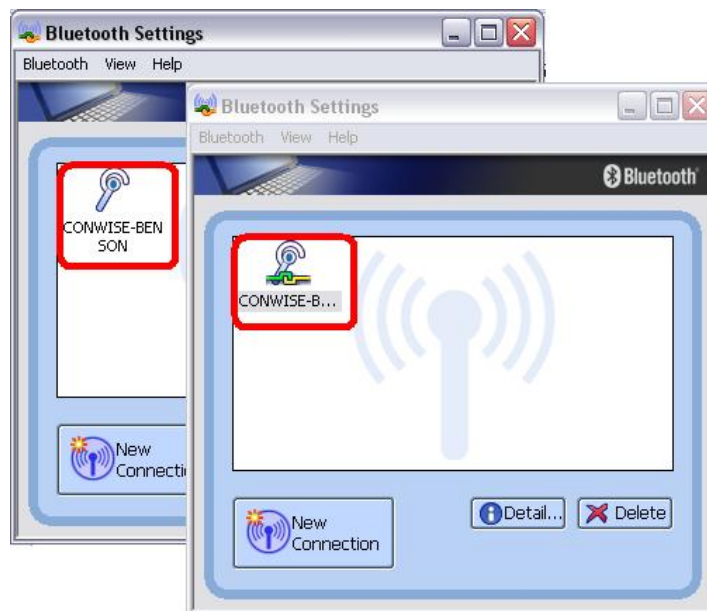 Bluetooth Settings
Bluetooth View Help
CONWISE-BEN
SON
New
Bluetooth Settings
Bluetooth View Help
Bluetooth
CONWISE-B...
New
Connection
Detail...
Delete